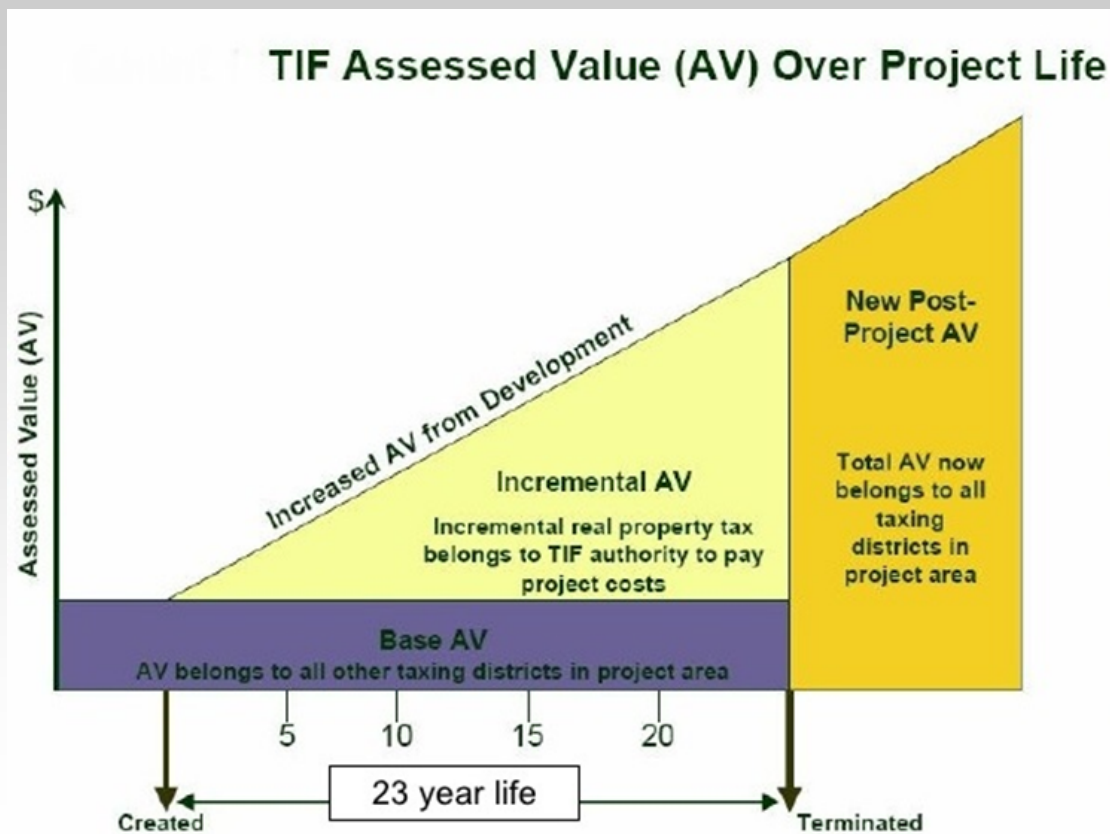 TIF Assessed Value (AV) Over Project Life
$
Assessed Value (AV)
Increased AV from Development
New Post-
Project AV
Incremental AV
Incremental real property tax
belongs to TIF authority to pay
project costs
Total AV now
belongs to all
taxing
districts in
project area
Base AV
AV belongs to all other taxing districts in project area
5 10 15 20
23 year life
Created
Terminated